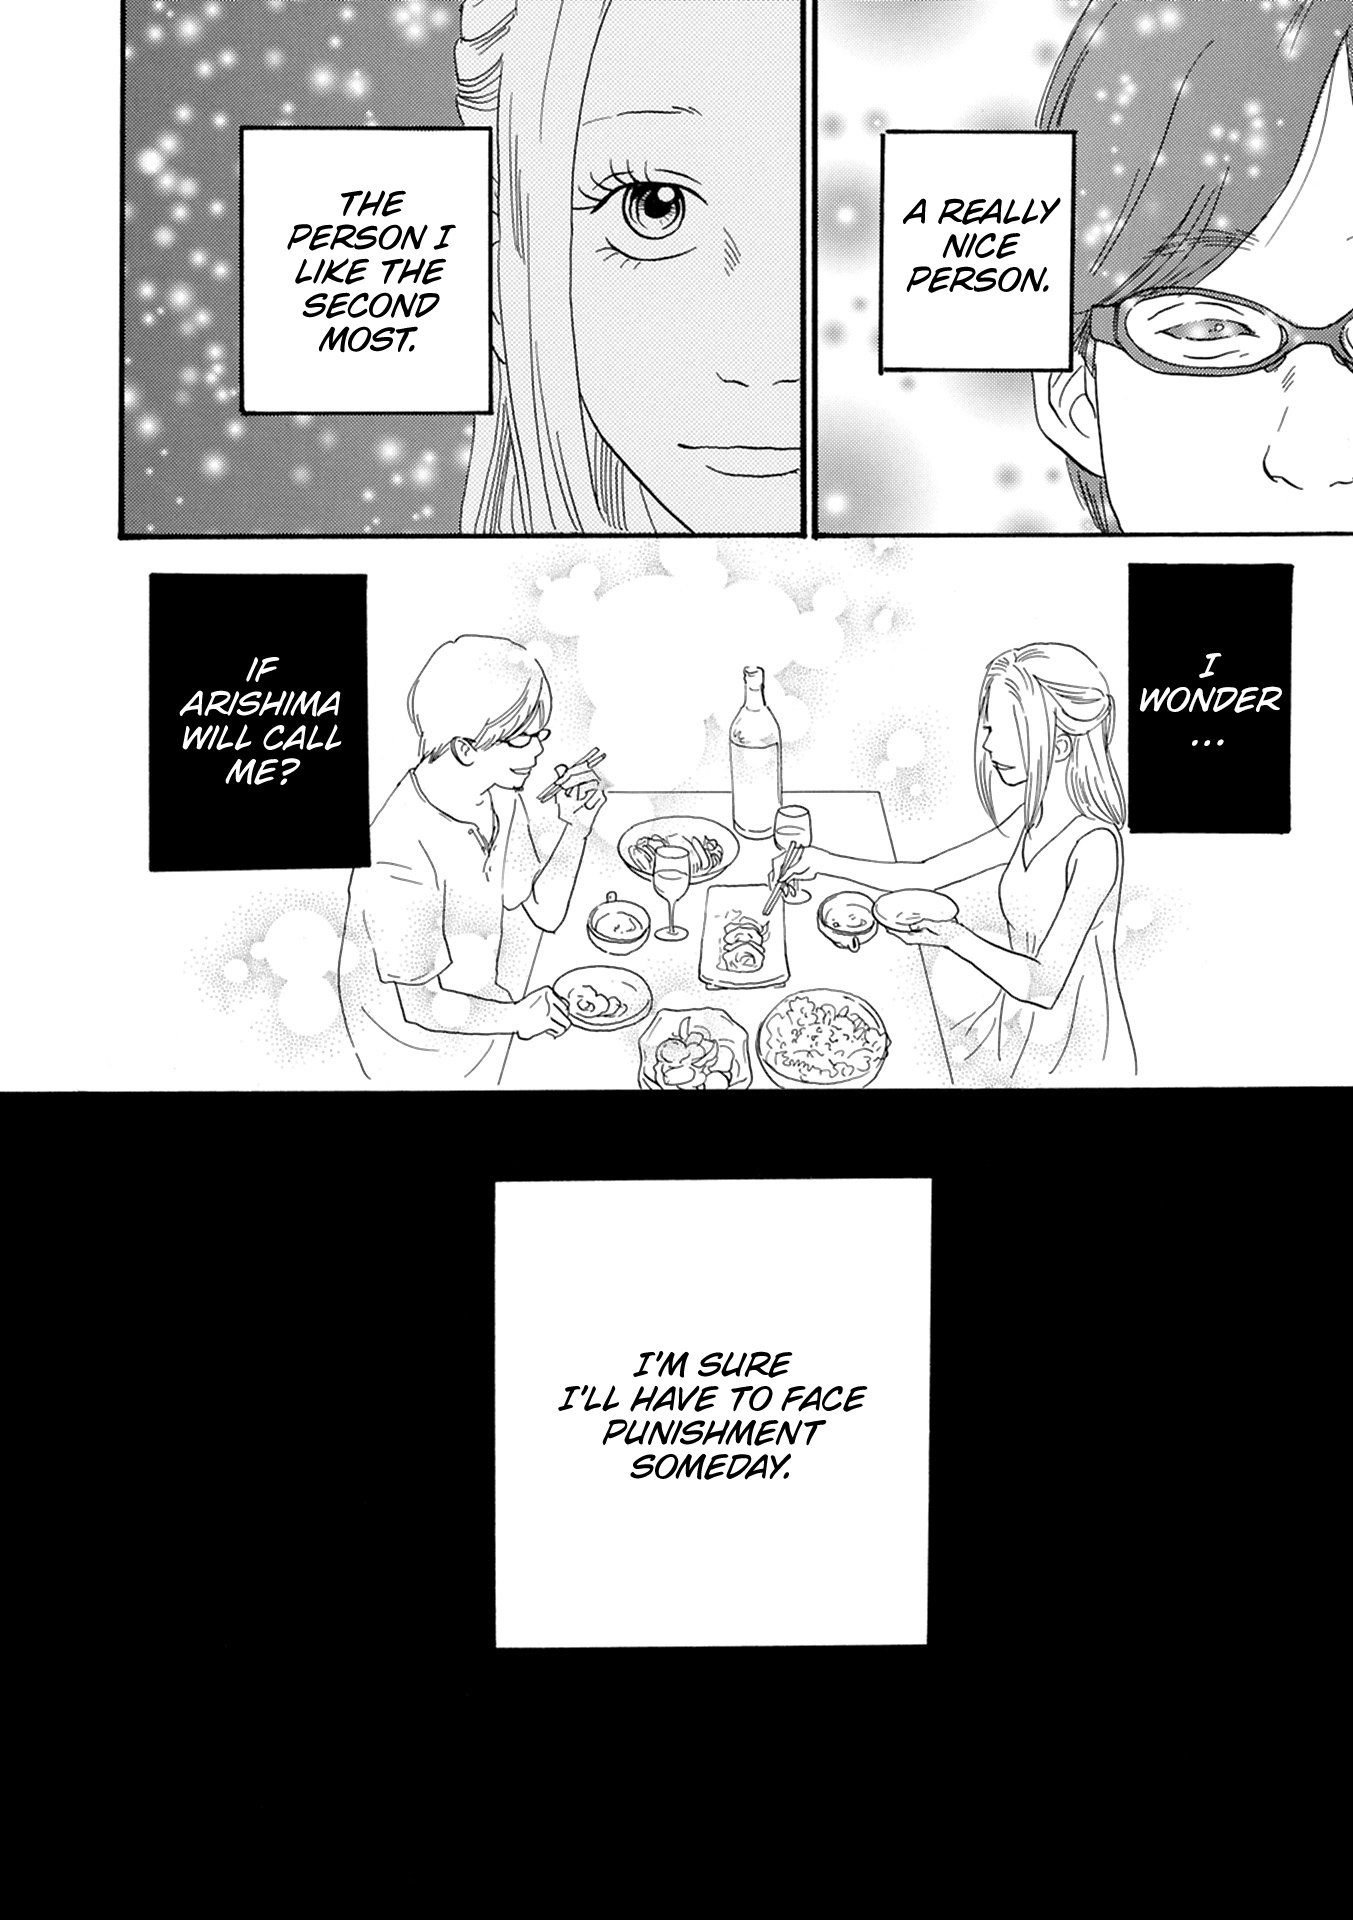 A REALLY
NICE
PERSON.
THE
PERSON I
LIKE THE
SECOND
MOST.
I
WONDER
...
IF
ARISHIMA
WILL CALL
ME?
I'M SURE
I'LL HAVE TO FACE
PUNISHMENT
SOMEDAY.